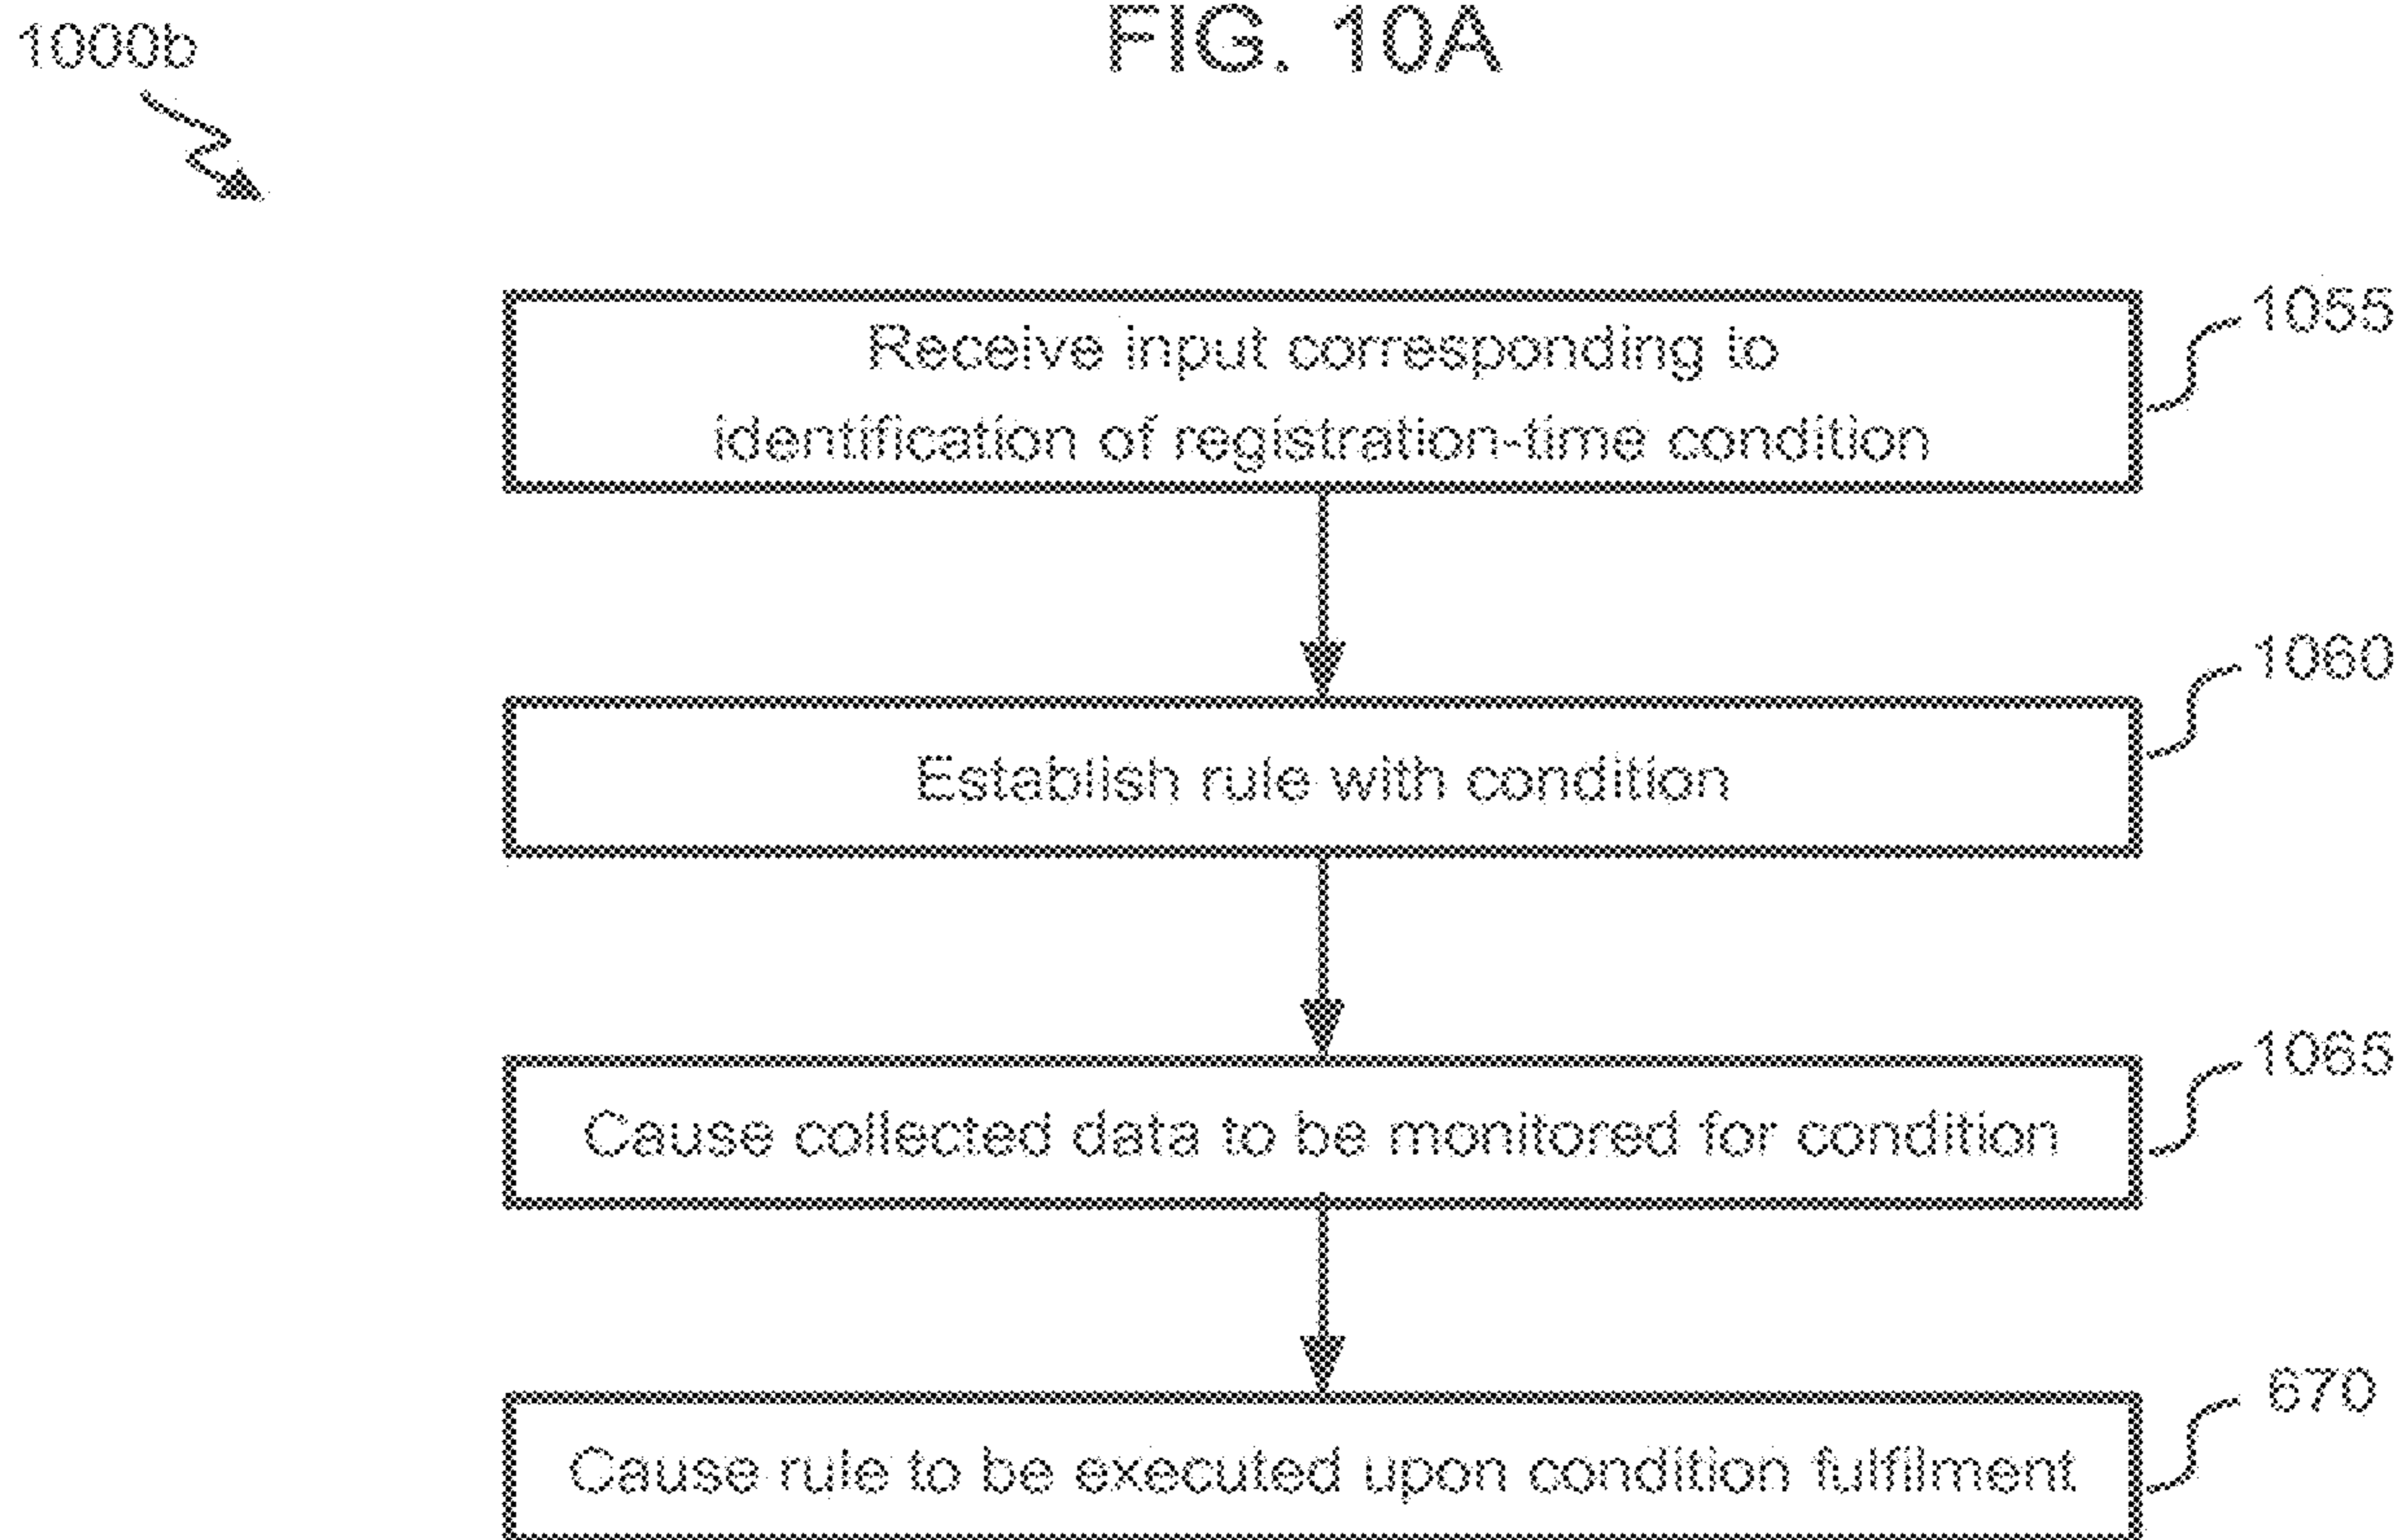 FIG. 10A
1000b
Receive input corresponding to
identification of registration-time condition
1055
Establish rule with condition
1060
Cause collected data to be monitored for condition
1065
Cause rule to be executed upon condition fulfilment
670